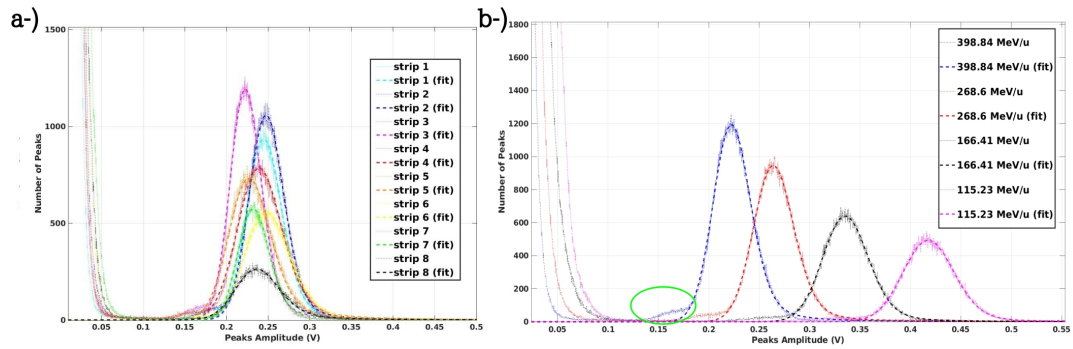 a-)
1500
1000
500
0
0.05 0.1 0.15 0.2 0.25 0.3 0.35 0.4 0.45 0.5
Number of Peaks
Peaks Amplitude (V)
strip 1
strip 1 (fit)
strip 2
strip 2 (fit)
strip 3
strip 3 (fit)
strip 4
strip 4 (fit)
strip 5
strip 5 (fit)
strip 6
strip 6 (fit)
strip 7
strip 7 (fit)
strip 8
strip 8 (fit)
b-)
1800
1600
1400
1200
1000
800
600
400
200
0
0.05 0.1 0.15 0.2 0.25 0.3 0.35 0.4 0.45 0.5 0.55
Number of Peaks
Peaks Amplitude (V)
398.84 MeV/u
398.84 MeV/u (fit)
268.6 MeV/u
268.6 MeV/u (fit)
166.41 MeV/u
166.41 MeV/u (fit)
115.23 MeV/u
115.23 MeV/u (fit)